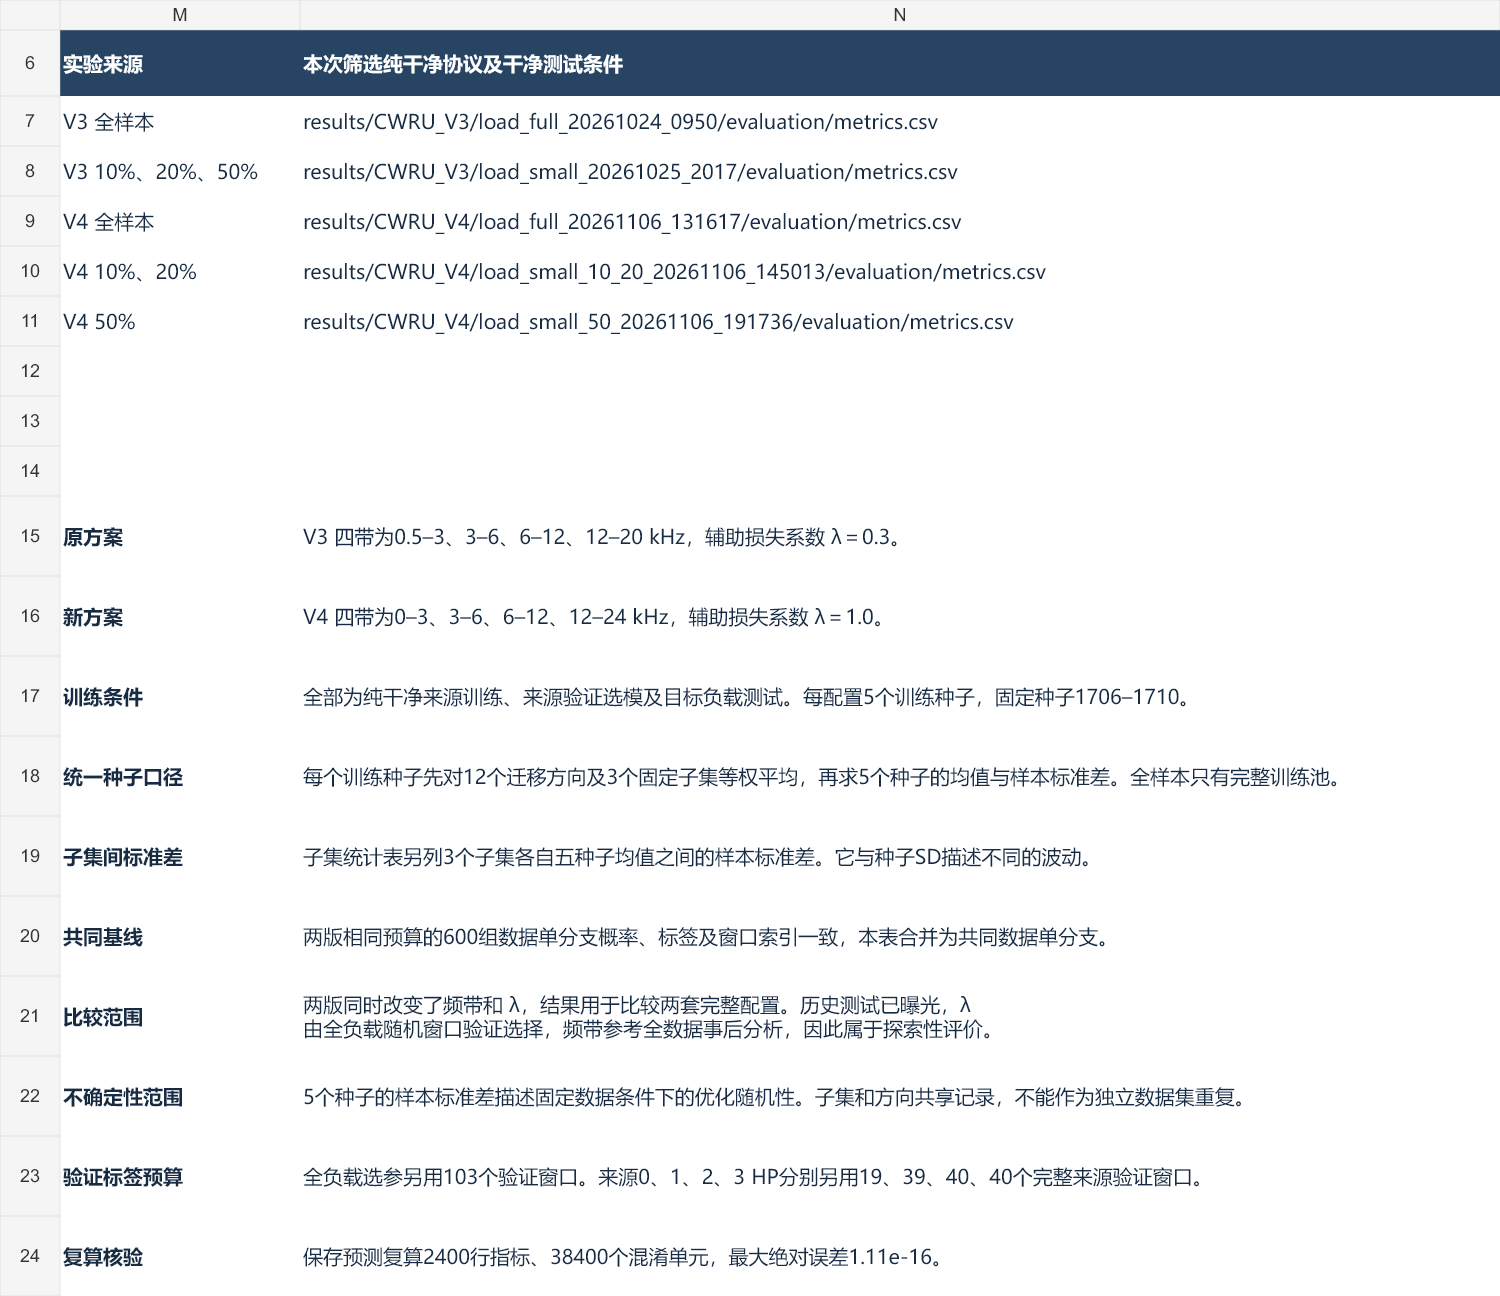 M N
6 实验来源 本次筛选纯干净协议及干净测试条件
7 V3 全样本 results/CWRU_V3/load_full_20261024_0950/evaluation/metrics.csv
8 V3 10%、20%、50% results/CWRU_V3/load_small_20261025_2017/evaluation/metrics.csv
9 V4 全样本 results/CWRU_V4/load_full_20261106_131617/evaluation/metrics.csv
10 V4 10%、20% results/CWRU_V4/load_small_10_20_20261106_145013/evaluation/metrics.csv
11 V4 50% results/CWRU_V4/load_small_50_20261106_191736/evaluation/metrics.csv
12
13
14
15 原方案 V3 四带为0.5–3、3–6、6–12、12–20 kHz，辅助损失系数 λ = 0.3。
16 新方案 V4 四带为0–3、3–6、6–12、12–24 kHz，辅助损失系数 λ = 1.0。
17 训练条件 全部为纯干净来源训练、来源验证选模及目标负载测试。每配置5个训练种子，固定种子1706–1710。
18 统一种子口径 每个训练种子先对12个迁移方向及3个固定子集等权平均，再求5个种子的均值与样本标准差。全样本只有完整训练池。
19 子集间标准差 子集统计表另列3个子集各自五种子均值之间的样本标准差。它与种子SD描述不同的波动。
20 共同基线 两版相同预算的600组数据单分支概率、标签及窗口索引一致，本表合并为共同数据单分支。
21 比较范围 两版同时改变了频带和 λ，结果用于比较两套完整配置。历史测试已曝光，λ
由全负载随机窗口验证选择，频带参考全数据事后分析，因此属于探索性评价。
22 不确定性范围 5个种子的样本标准差描述固定数据条件下的优化随机性。子集和方向共享记录，不能作为独立数据集重复。
23 验证标签预算 全负载选参另用103个验证窗口。来源0、1、2、3 HP分别另用19、39、40、40个完整来源验证窗口。
24 复算核验 保存预测复算2400行指标、38400个混淆单元，最大绝对误差1.11e-16。